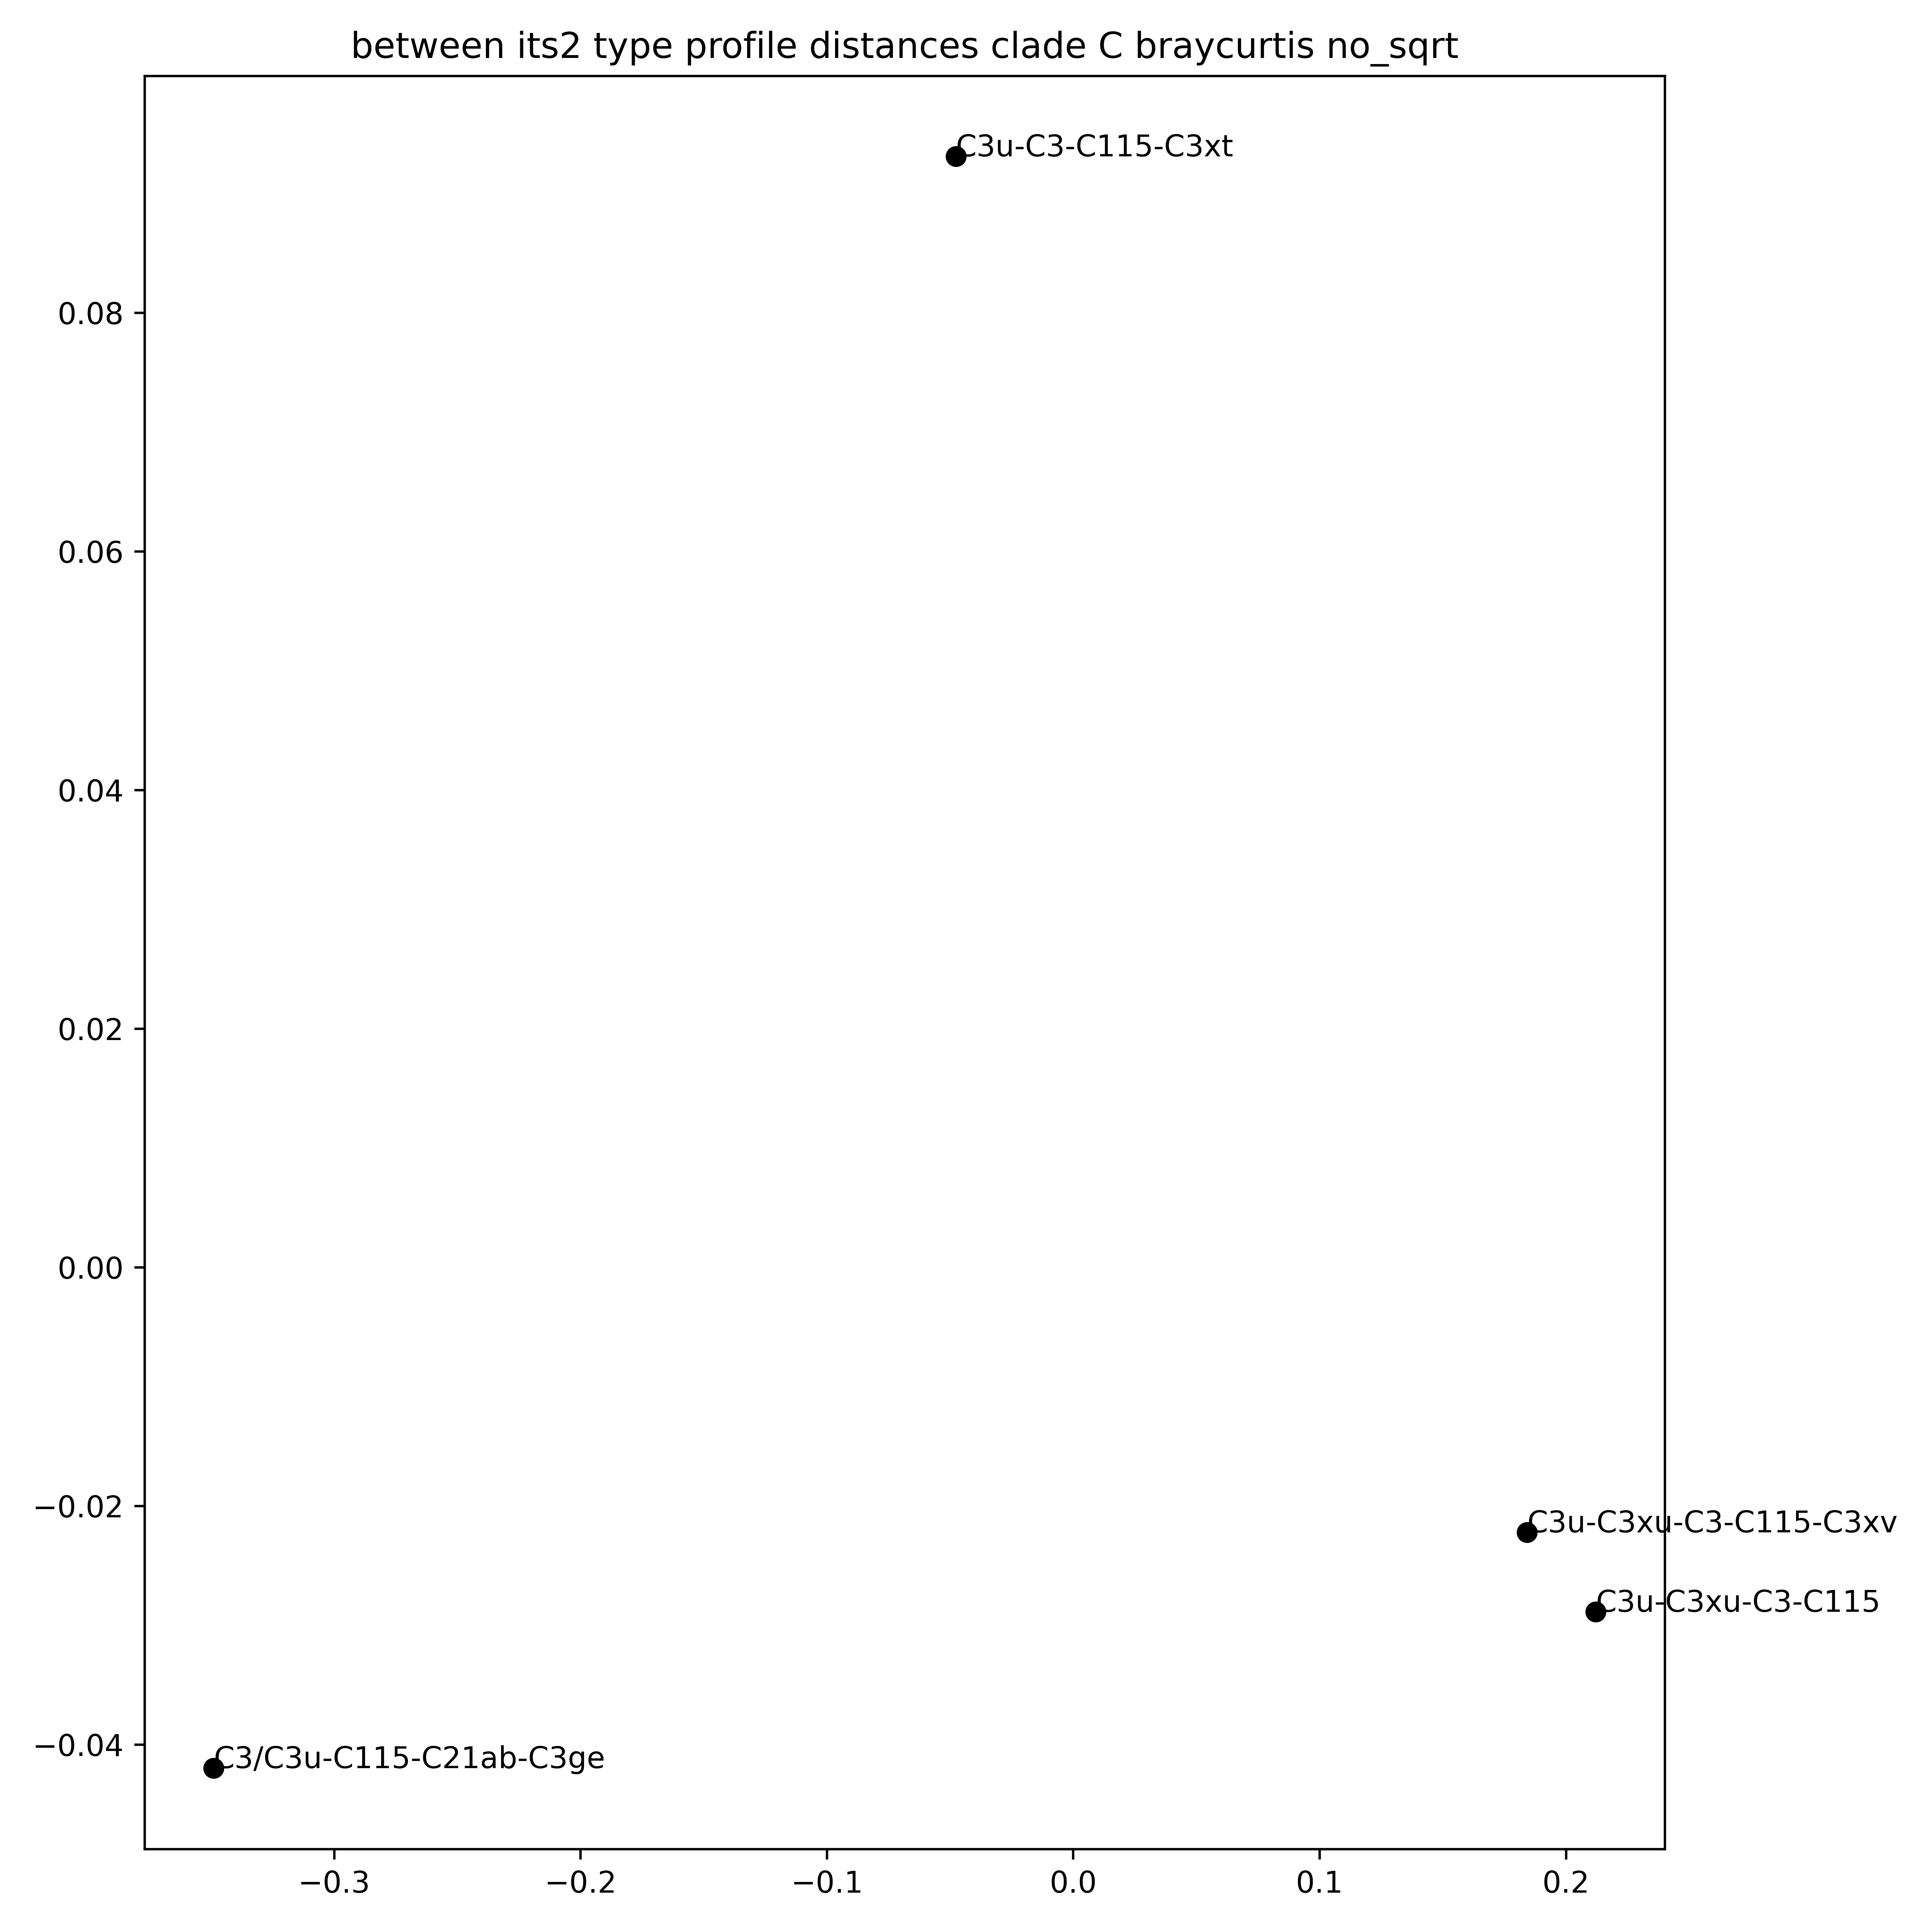 between its2 type profile distances clade C braycurtis no_sqrt
C3u-C3-C115-C3xt
0.08
0.06
0.04
0.02
0.00
−0.02
C3u-C3xu-C3-C115-C3xv
C3u-C3xu-C3-C115
−0.04
C3/C3u-C115-C21ab-C3ge
−0.3 −0.2 −0.1 0.0 0.1 0.2